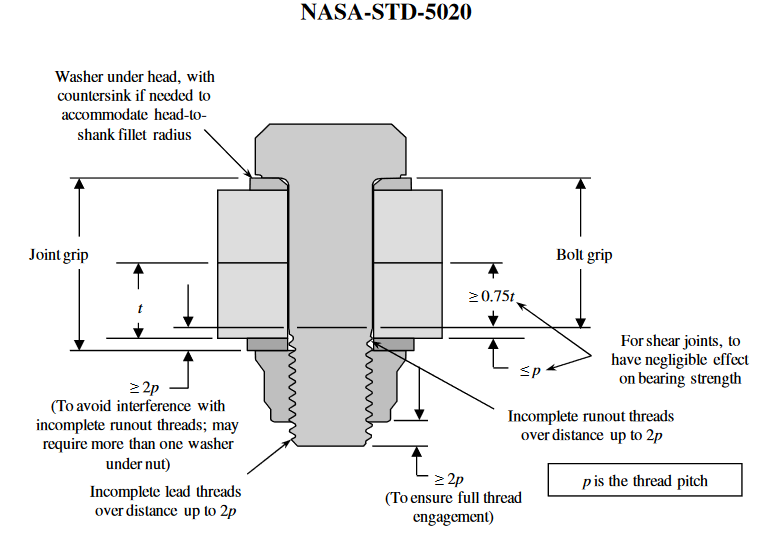 NASA-STD-5020
Washer under head, with
countersink if needed to
accommodate head-to-
shank fillet radius
Joint grip
Bolt grip
t
≥0.75t
≤p
For shear joints, to
have negligible effect
on bearing strength
≥2p
(To avoid interference with
incomplete runout threads; may
require more than one washer
under nut)
Incomplete runout threads
over distance up to 2p
Incomplete lead threads
over distance up to 2p
≥2p
(To ensure full thread
engagement)
p is the thread pitch